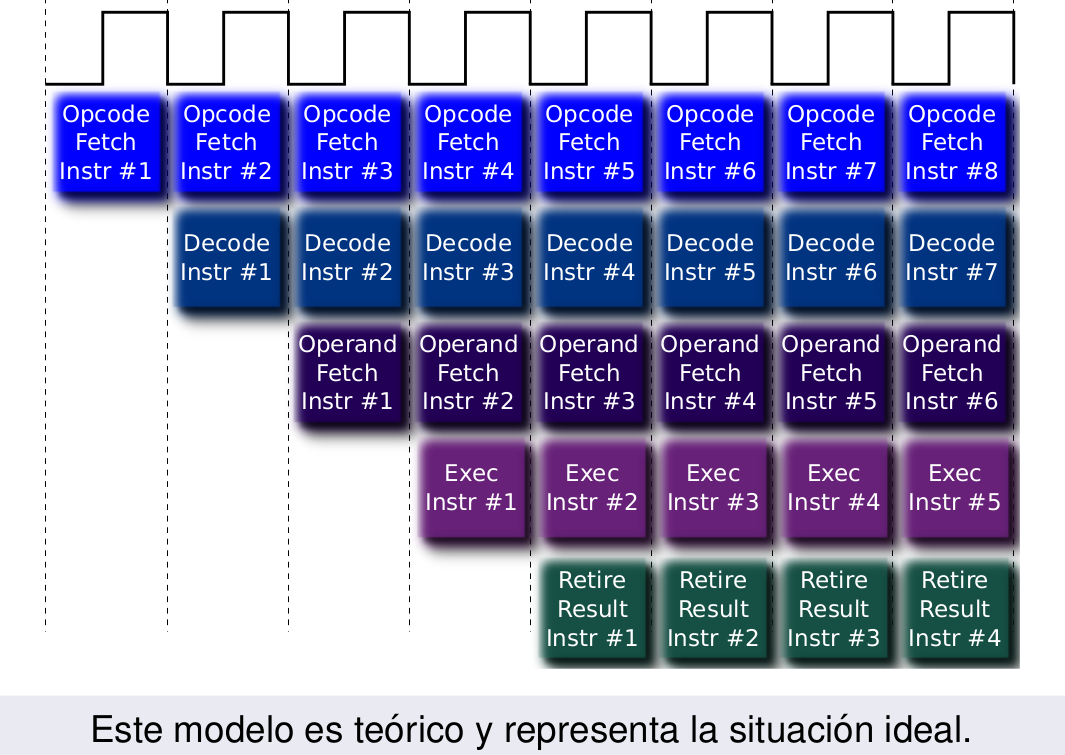 Opcode
Fetch
Instr #1
Opcode
Fetch
Instr #2
Opcode
Fetch
Instr #3
Opcode
Fetch
Instr #4
Opcode
Fetch
Instr #5
Opcode
Fetch
Instr #6
Opcode
Fetch
Instr #7
Opcode
Fetch
Instr #8
Decode
Instr #1
Decode
Instr #2
Decode
Instr #3
Decode
Instr #4
Decode
Instr #5
Decode
Instr #6
Decode
Instr #7
Operand
Fetch
Instr #1
Operand
Fetch
Instr #2
Operand
Fetch
Instr #3
Operand
Fetch
Instr #4
Operand
Fetch
Instr #5
Operand
Fetch
Instr #6
Exec
Instr #1
Exec
Instr #2
Exec
Instr #3
Exec
Instr #4
Exec
Instr #5
Retire
Result
Instr #1
Retire
Result
Instr #2
Retire
Result
Instr #3
Retire
Result
Instr #4
Este modelo es teórico y representa la situación ideal.